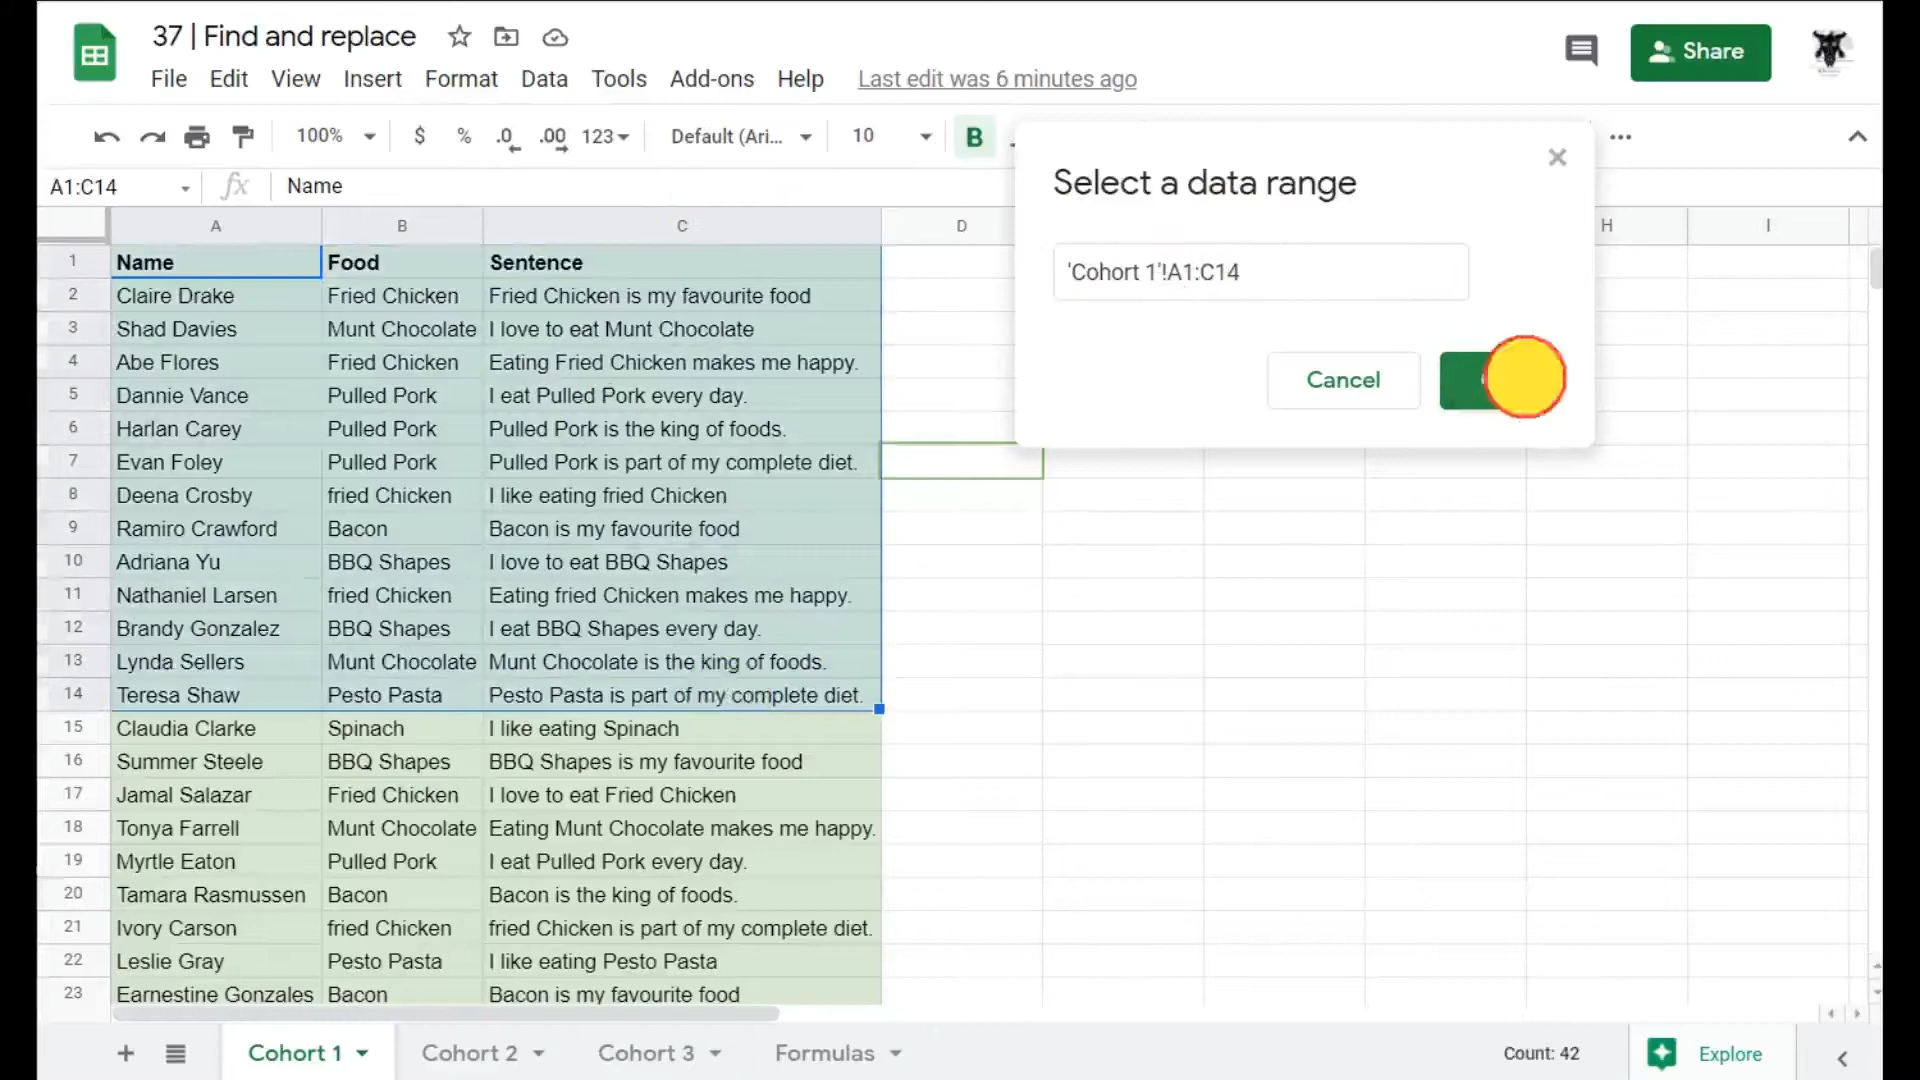 37 | Find and replace
File Edit View Insert Format Data Tools Add-ons Help Last edit was 6 minutes ago
Share
100% $ % .0 .00 123 Default (Ari... 10 B
A1:C14 fx Name
Select a data range
'Cohort 1'!A1:C14
Cancel
A B C D H I
1 Name Food Sentence
2 Claire Drake Fried Chicken Fried Chicken is my favourite food
3 Shad Davies Munt Chocolate I love to eat Munt Chocolate
4 Abe Flores Fried Chicken Eating Fried Chicken makes me happy.
5 Dannie Vance Pulled Pork I eat Pulled Pork every day.
6 Harlan Carey Pulled Pork Pulled Pork is the king of foods.
7 Evan Foley Pulled Pork Pulled Pork is part of my complete diet.
8 Deena Crosby fried Chicken I like eating fried Chicken
9 Ramiro Crawford Bacon Bacon is my favourite food
10 Adriana Yu BBQ Shapes I love to eat BBQ Shapes
11 Nathaniel Larsen fried Chicken Eating fried Chicken makes me happy.
12 Brandy Gonzalez BBQ Shapes I eat BBQ Shapes every day.
13 Lynda Sellers Munt Chocolate Munt Chocolate is the king of foods.
14 Teresa Shaw Pesto Pasta Pesto Pasta is part of my complete diet.
15 Claudia Clarke Spinach I like eating Spinach
16 Summer Steele BBQ Shapes BBQ Shapes is my favourite food
17 Jamal Salazar Fried Chicken I love to eat Fried Chicken
18 Tonya Farrell Munt Chocolate Eating Munt Chocolate makes me happy.
19 Myrtle Eaton Pulled Pork I eat Pulled Pork every day.
20 Tamara Rasmussen Bacon Bacon is the king of foods.
21 Ivory Carson fried Chicken fried Chicken is part of my complete diet.
22 Leslie Gray Pesto Pasta I like eating Pesto Pasta
23 Earnestine Gonzales Bacon Bacon is my favourite food
Cohort 1 Cohort 2 Cohort 3 Formulas Count: 42 Explore